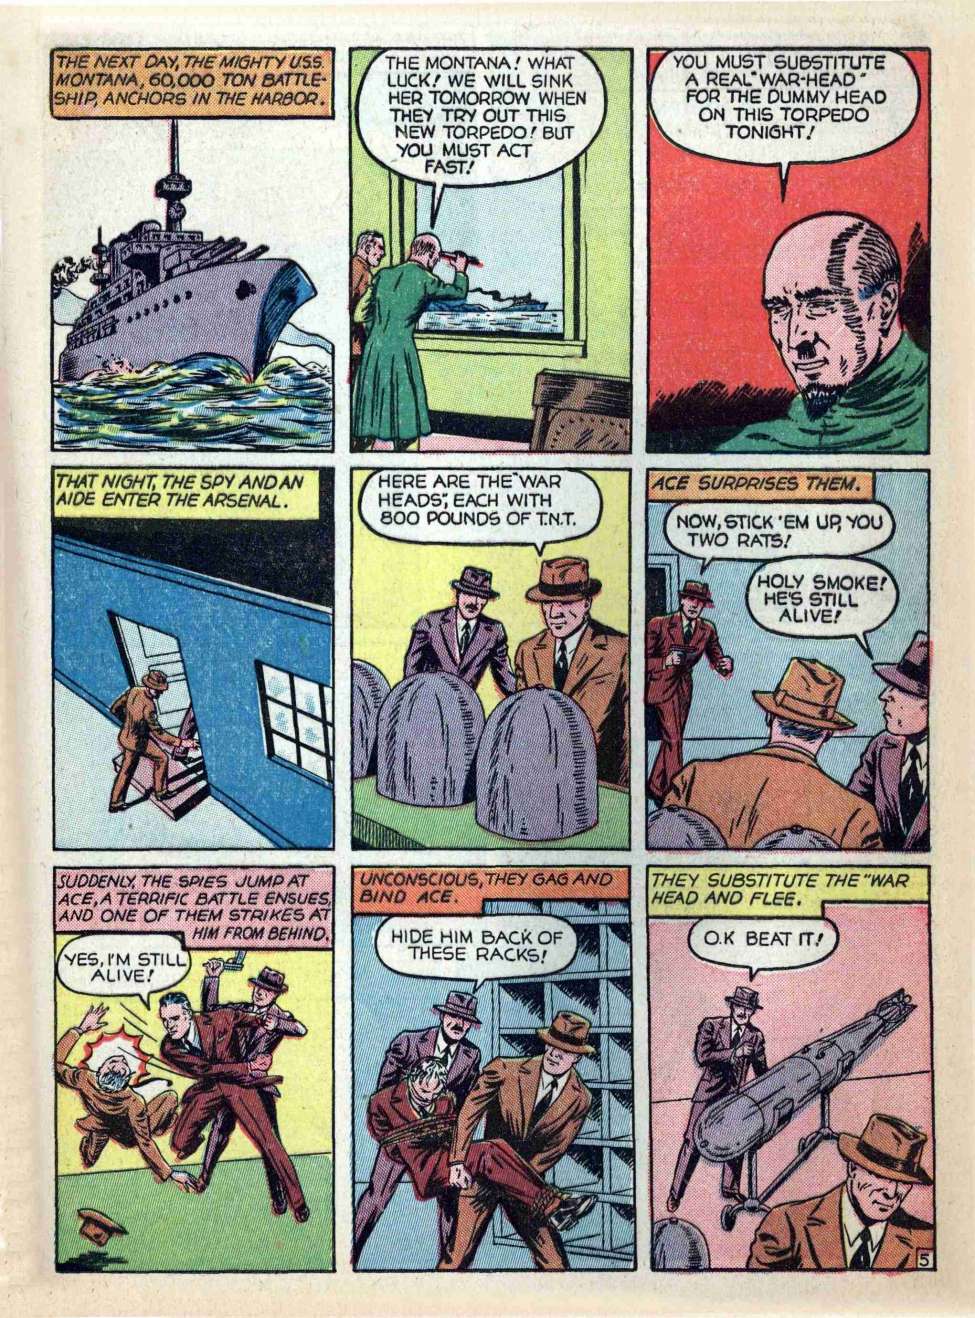 THE NEXT DAY, THE MIGHTY USS.
MONTANA, 60,000 TON BATTLE-
SHIP, ANCHORS IN THE HARBOR.
THE MONTANA! WHAT
LUCK! WE WILL SINK
HER TOMORROW WHEN
THEY TRY OUT THIS
NEW TORPEDO! BUT
YOU MUST ACT
FAST!
YOU MUST SUBSTITUTE
A REAL "WAR-HEAD"
FOR THE DUMMY HEAD
ON THIS TORPEDO
TONIGHT!
THAT NIGHT, THE SPY AND AN
AIDE ENTER THE ARSENAL.
HERE ARE THE "WAR
HEADS", EACH WITH
800 POUNDS OF T.N.T.
ACE SURPRISES THEM.
NOW, STICK 'EM UP, YOU
TWO RATS!
HOLY SMOKE!
HE'S STILL
ALIVE!
SUDDENLY, THE SPIES JUMP AT
ACE, A TERRIFIC BATTLE ENSUES,
AND ONE OF THEM STRIKES AT
HIM FROM BEHIND.
YES, I'M STILL
ALIVE!
UNCONSCIOUS, THEY GAG AND
BIND ACE.
HIDE HIM BACK OF
THESE RACKS!
THEY SUBSTITUTE THE "WAR
HEAD AND FLEE.
O.K BEAT IT!
5